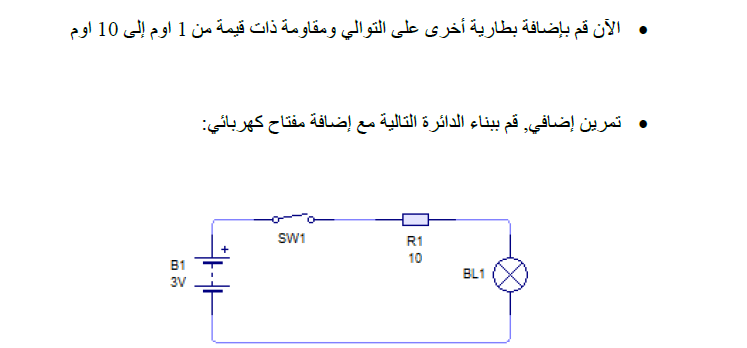 • الآن قم بإضافة بطارية أخرى على التوالي ومقاومة ذات قيمة من 1 اوم إلى 10 اوم
• تمرين إضافي, قم ببناء الدائرة التالية مع إضافة مفتاح كهربائي:
SW1
+
R1
10
B1
3V
BL1